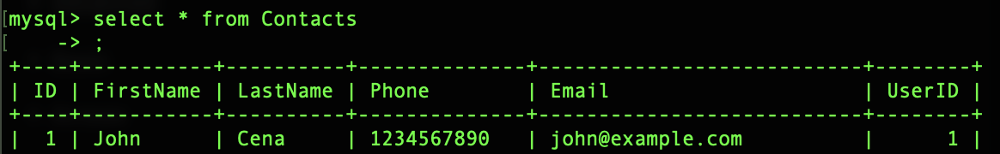 mysql> select * from Contacts
    -> ;
+----+-----------+----------+--------------+---------------------------+--------+
| ID | FirstName | LastName | Phone        | Email                     | UserID |
+----+-----------+----------+--------------+---------------------------+--------+
|  1 | John      | Cena     | 1234567890   | john@example.com          |      1 |